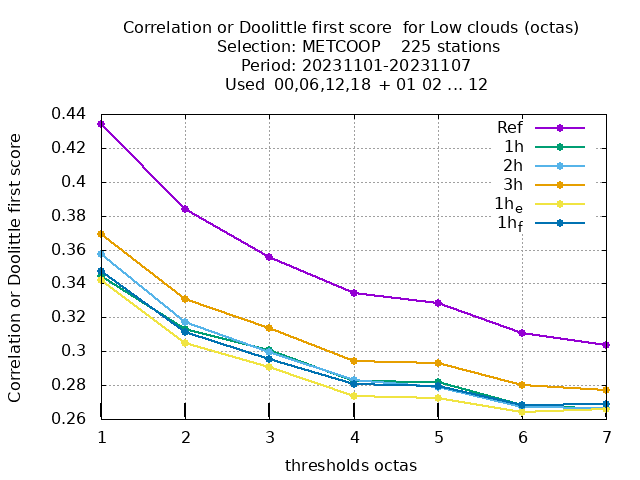 Correlation or Doolittle first score  for Low clouds (octas)
Selection: METCOOP    225 stations
Period: 20231101-20231107
Used  00,06,12,18 + 01 02 ... 12
Correlation or Doolittle first score
0.44
0.42
0.4
0.38
0.36
0.34
0.32
0.3
0.28
0.26
Ref
1h
2h
3h
1he
1hf
1 2 3 4 5 6 7
thresholds octas